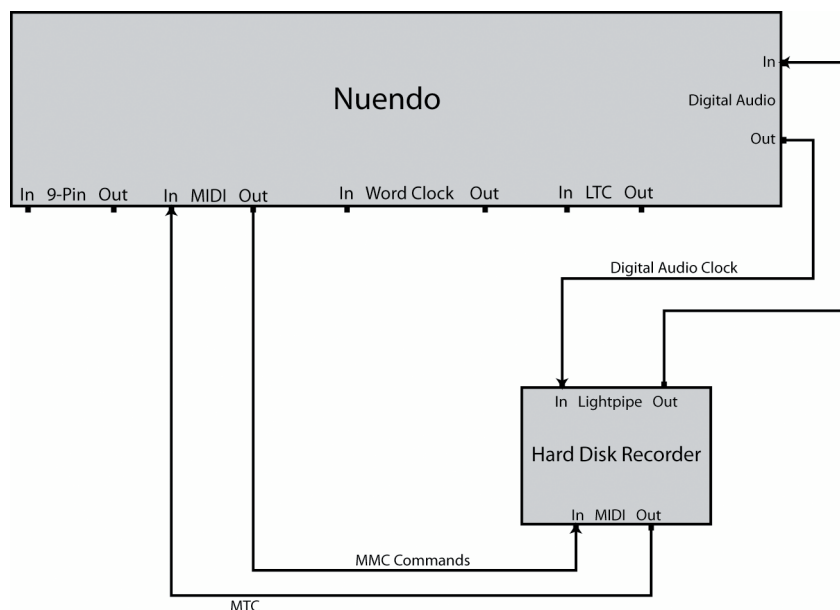 In
Nuendo
Digital Audio
Out
In 9-Pin Out In MIDI Out In Word Clock Out In LTC Out
Digital Audio Clock
In Lightpipe Out
Hard Disk Recorder
In MIDI Out
MMC Commands
MTC